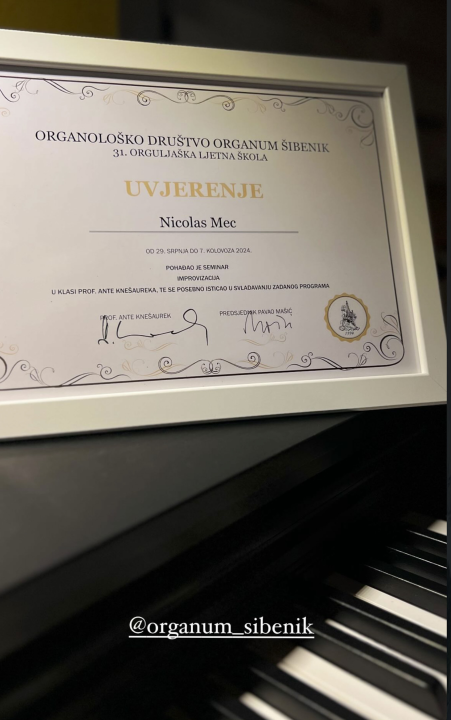 ORGANOLOŠKO DRUŠTVO ORGANUM ŠIBENIK
31. ORGULJAŠKA LJETNA ŠKOLA
UVJERENJE
Nicolas Mec
OD 29. SRPNJA DO 7. KOLOVOZA 2024.
POHAĐAO JE SEMINAR
IMPROVIZACIJA
U KLASI PROF. ANTE KNEŠAUREKA, TE SE POSEBNO ISTICAO U SVLADAVANJU ZADANOG PROGRAMA
PROF. ANTE KNEŠAUREK PREDSJEDNIK PAVAO MAŠIĆ
@organum_sibenik